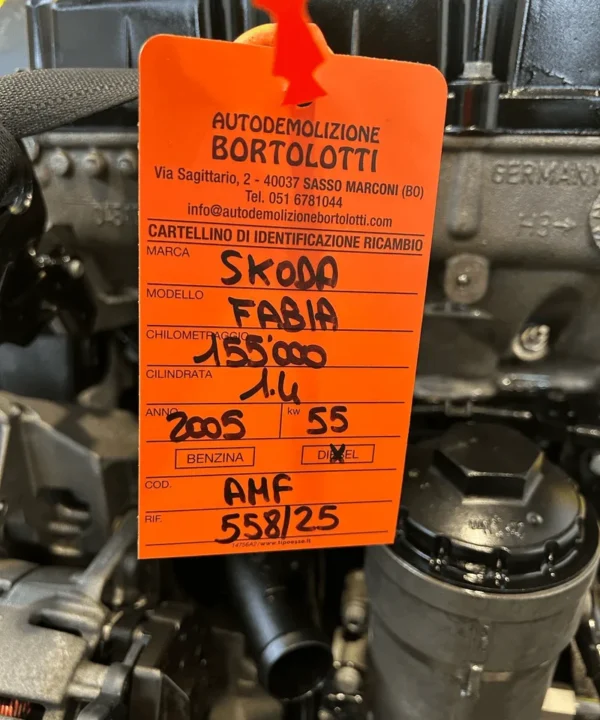 AUTODEMOLIZIONE
BORTOLOTTI
Via Sagittario, 2 - 40037 SASSO MARCONI (BO)
Tel. 051 6781044
info@autodemolizionebortolotti.com
CARTELLINO DI IDENTIFICAZIONE RICAMBIO
MARCA SKODA
MODELLO FABIA
CHILOMETRAGGIO 155'000
CILINDRATA 1.4
ANNO 2005 kw 55
BENZINA DIESEL X
COD. AMF
RIF. 558/25
GERMANY
H3